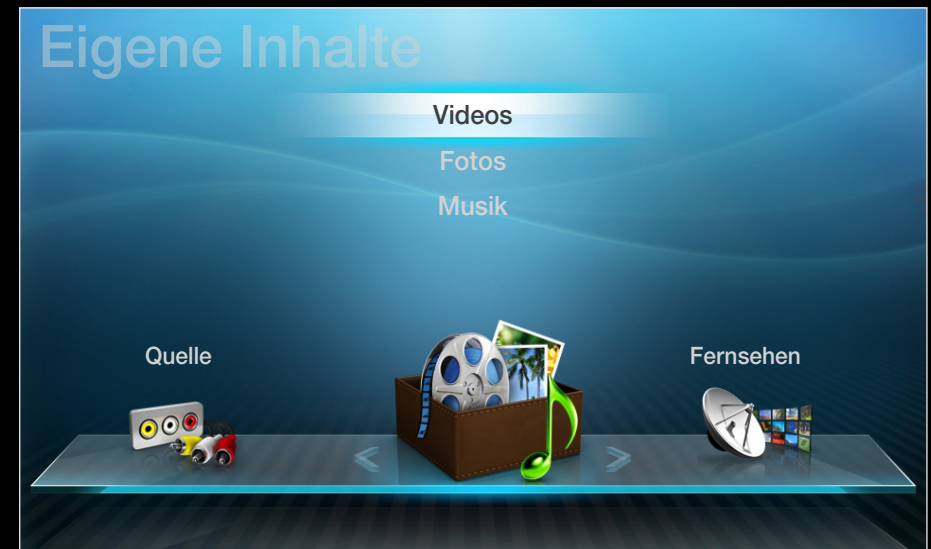 Eigene Inhalte
Videos
Fotos
Musik
Quelle
Fernsehen